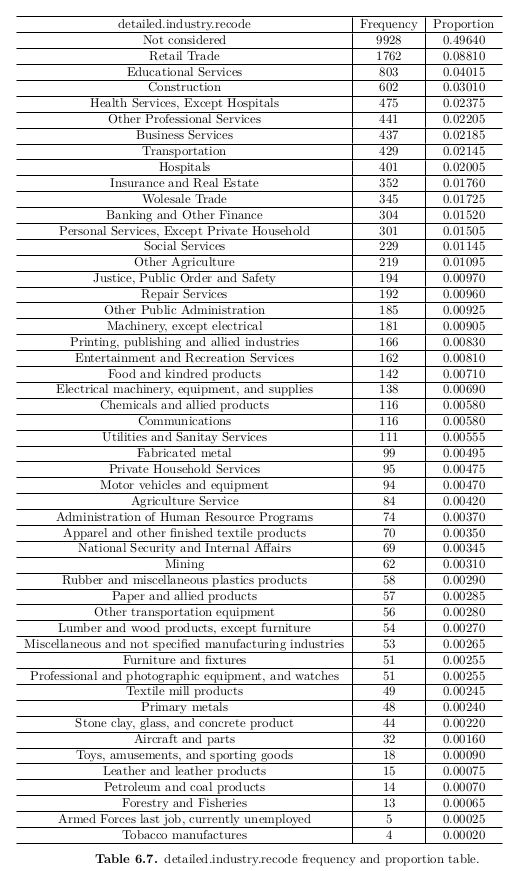 detailed.industry.recode Frequency Proportion
Not considered 9928 0.49640
Retail Trade 1762 0.08810
Educational Services 803 0.04015
Construction 602 0.03010
Health Services, Except Hospitals 475 0.02375
Other Professional Services 441 0.02205
Business Services 437 0.02185
Transportation 429 0.02145
Hospitals 401 0.02005
Insurance and Real Estate 352 0.01760
Wolesale Trade 345 0.01725
Banking and Other Finance 304 0.01520
Personal Services, Except Private Household 301 0.01505
Social Services 229 0.01145
Other Agriculture 219 0.01095
Justice, Public Order and Safety 194 0.00970
Repair Services 192 0.00960
Other Public Administration 185 0.00925
Machinery, except electrical 181 0.00905
Printing, publishing and allied industries 166 0.00830
Entertainment and Recreation Services 162 0.00810
Food and kindred products 142 0.00710
Electrical machinery, equipment, and supplies 138 0.00690
Chemicals and allied products 116 0.00580
Communications 116 0.00580
Utilities and Sanitay Services 111 0.00555
Fabricated metal 99 0.00495
Private Household Services 95 0.00475
Motor vehicles and equipment 94 0.00470
Agriculture Service 84 0.00420
Administration of Human Resource Programs 74 0.00370
Apparel and other finished textile products 70 0.00350
National Security and Internal Affairs 69 0.00345
Mining 62 0.00310
Rubber and miscellaneous plastics products 58 0.00290
Paper and allied products 57 0.00285
Other transportation equipment 56 0.00280
Lumber and wood products, except furniture 54 0.00270
Miscellaneous and not specified manufacturing industries 53 0.00265
Furniture and fixtures 51 0.00255
Professional and photographic equipment, and watches 51 0.00255
Textile mill products 49 0.00245
Primary metals 48 0.00240
Stone clay, glass, and concrete product 44 0.00220
Aircraft and parts 32 0.00160
Toys, amusements, and sporting goods 18 0.00090
Leather and leather products 15 0.00075
Petroleum and coal products 14 0.00070
Forestry and Fisheries 13 0.00065
Armed Forces last job, currently unemployed 5 0.00025
Tobacco manufactures 4 0.00020
Table 6.7. detailed.industry.recode frequency and proportion table.